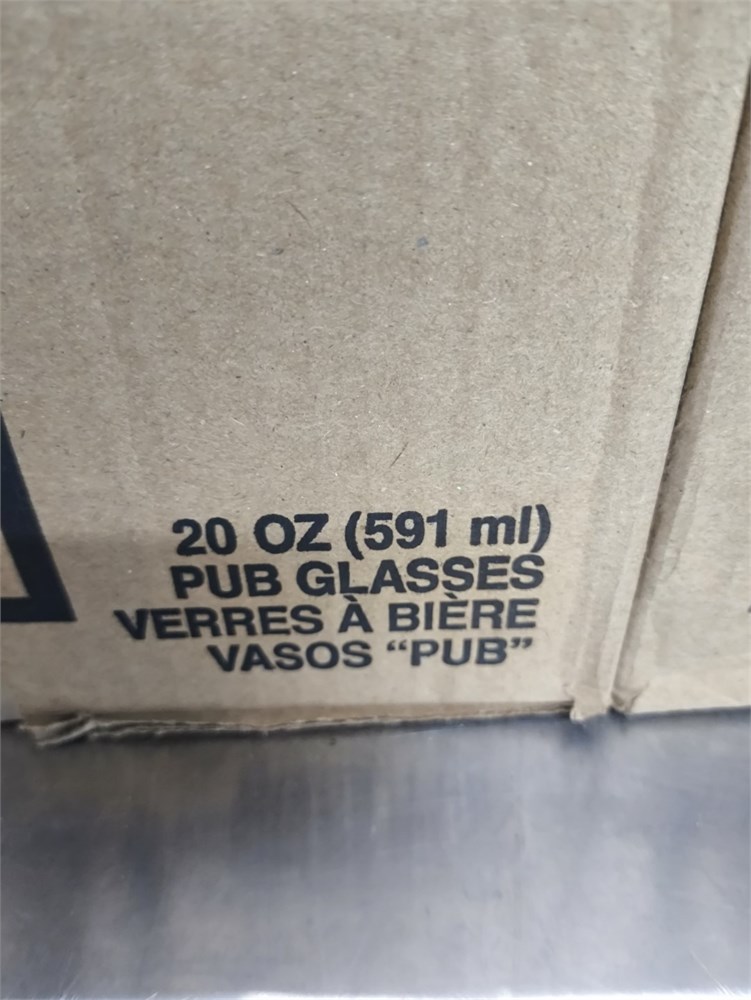 20 OZ (591 ml)
PUB GLASSES
VERRES À BIÈRE
VASOS “PUB”